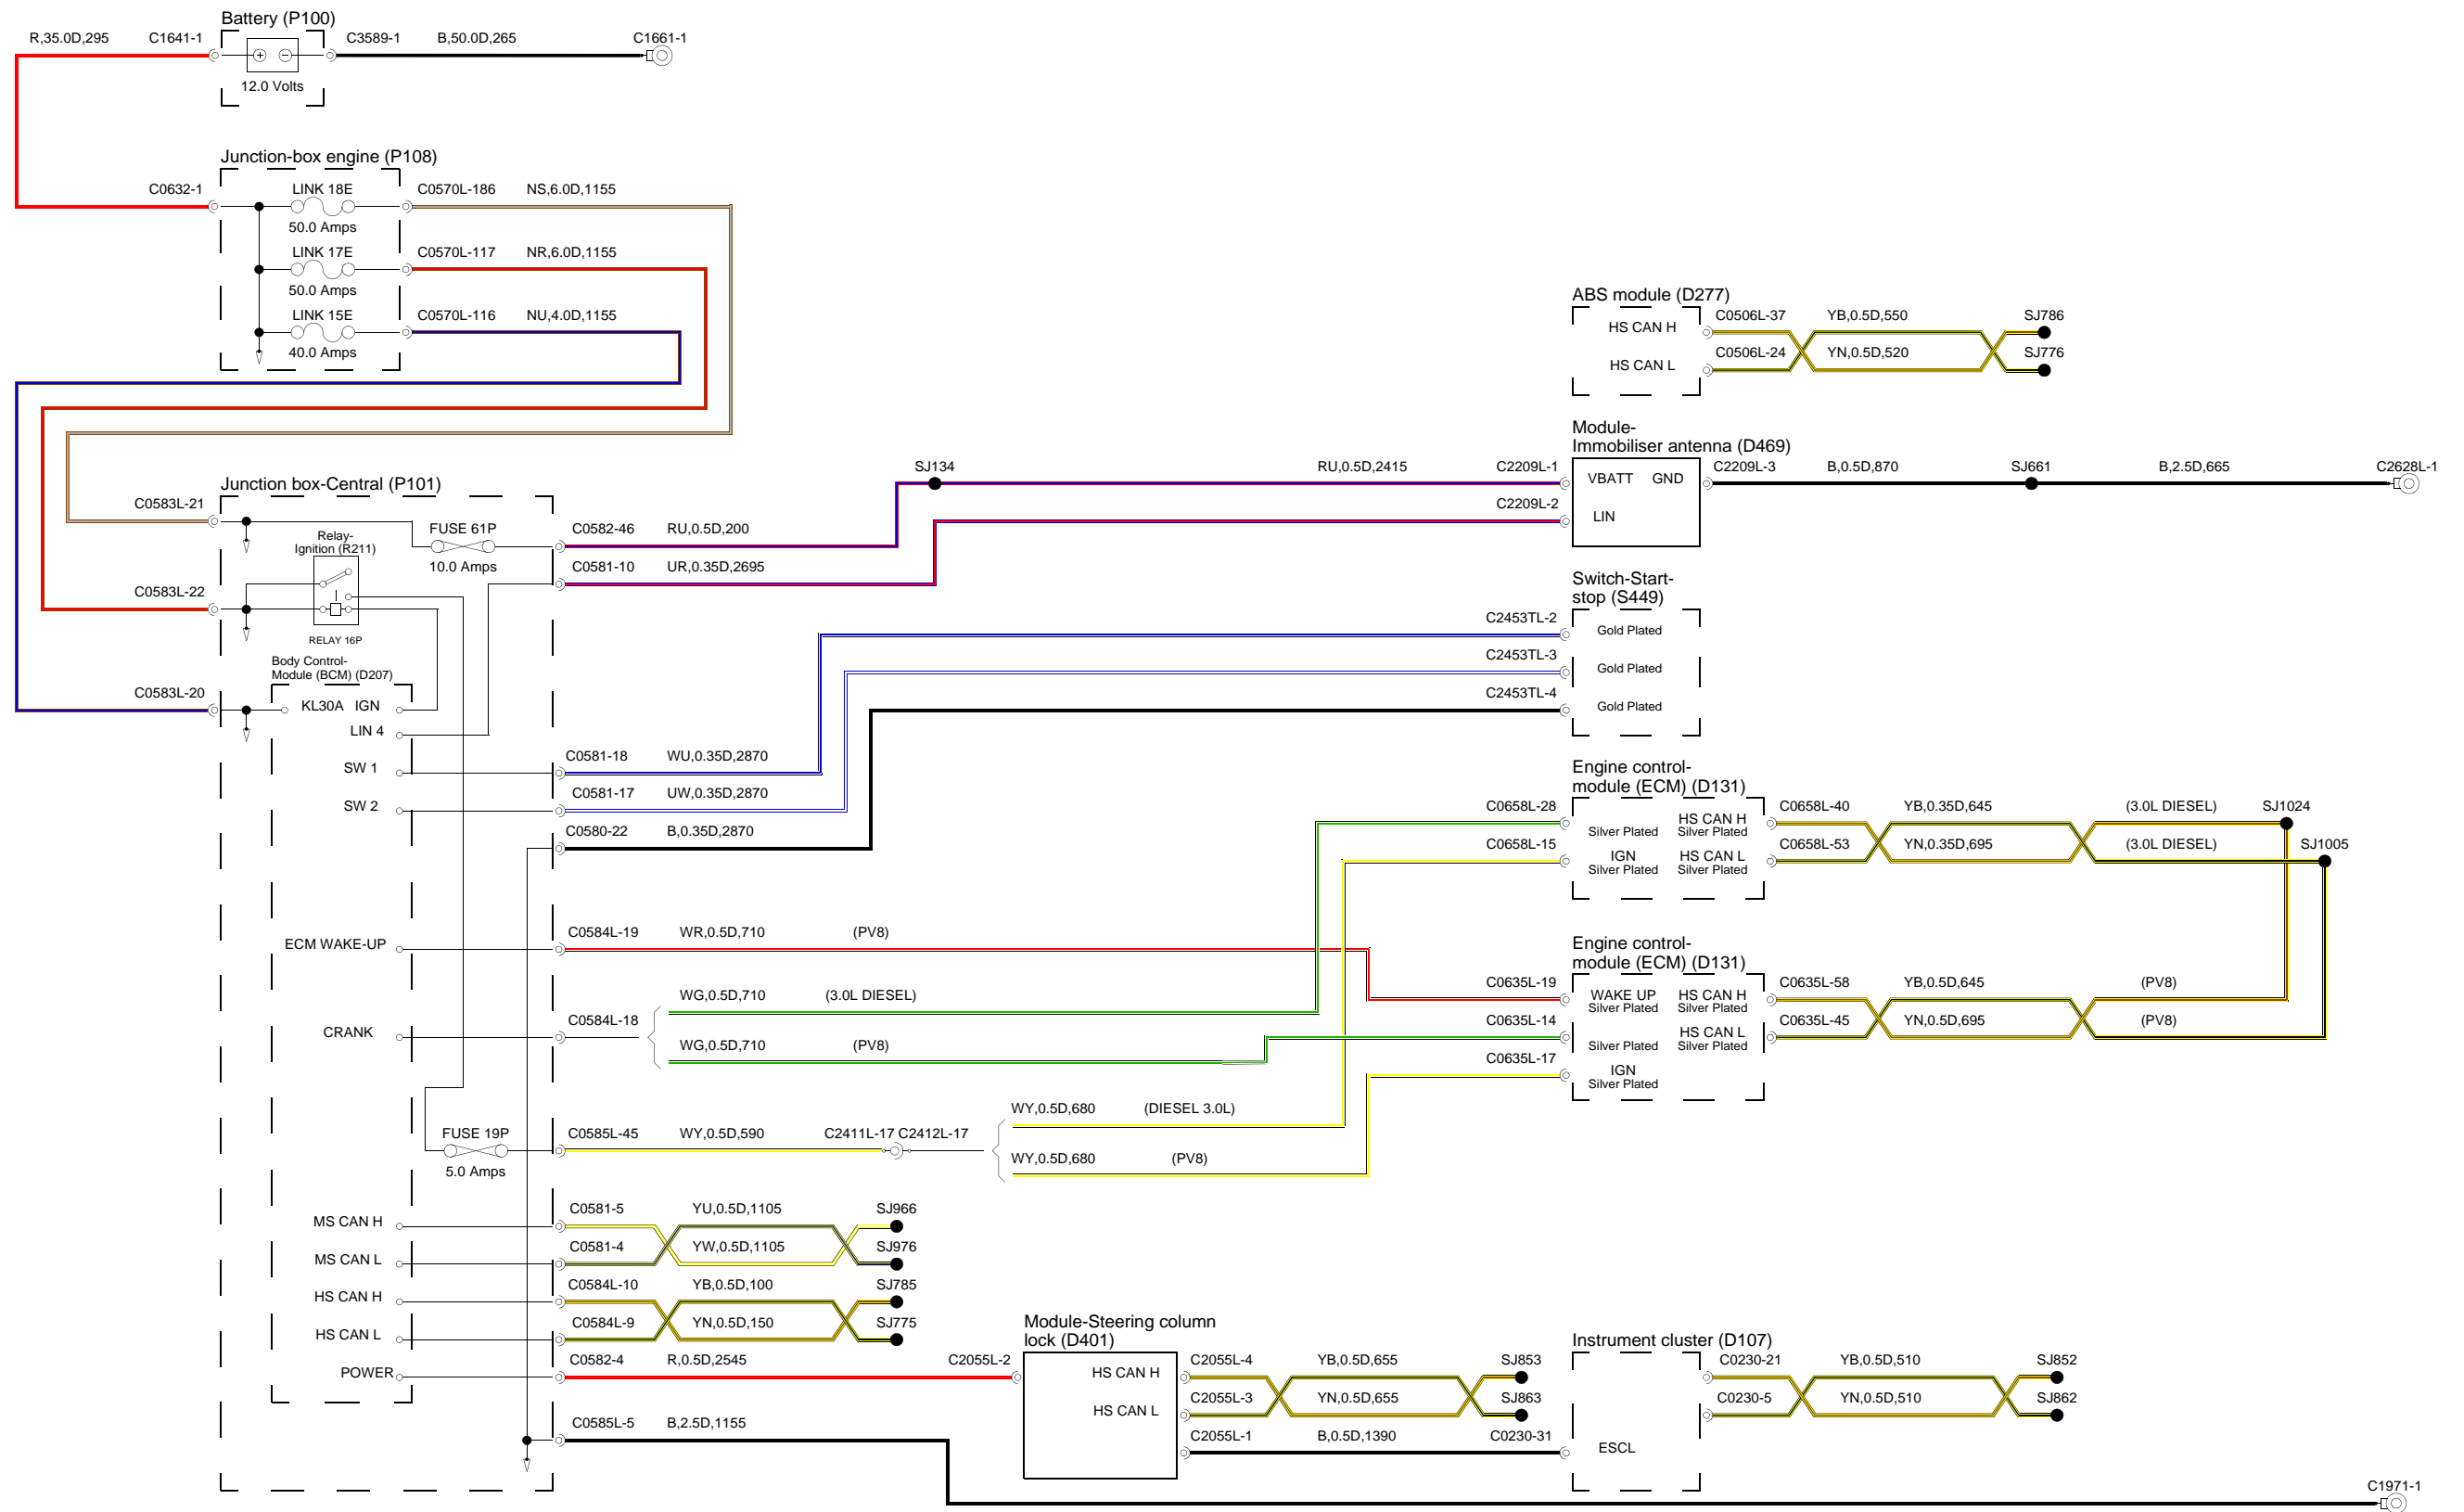 Battery (P100)
R,35.0D,295
C1641-1
C3589-1
B,50.0D,265
C1661-1
12.0 Volts
Junction-box engine (P108)
C0632-1
LINK 18E
C0570L-186
NS,6.0D,1155
50.0 Amps
LINK 17E
C0570L-117
NR,6.0D,1155
50.0 Amps
LINK 15E
C0570L-116
NU,4.0D,1155
40.0 Amps
ABS module (D277)
HS CAN H
C0506L-37
YB,0.5D,550
SJ786
HS CAN L
C0506L-24
YN,0.5D,520
SJ776
Module-
Immobiliser antenna (D469)
SJ134
RU,0.5D,2415
C2209L-1
VBATT
GND
C2209L-3
B,0.5D,870
SJ661
B,2.5D,665
C2628L-1
C2209L-2
LIN
Junction box-Central (P101)
C0583L-21
FUSE 61P
C0582-46
RU,0.5D,200
Relay-
Ignition (R211)
10.0 Amps
C0581-10
UR,0.35D,2695
C0583L-22
RELAY 16P
Switch-Start-
stop (S449)
C2453TL-2
Gold Plated
C2453TL-3
Gold Plated
C2453TL-4
Gold Plated
Body Control-
Module (BCM) (D207)
C0583L-20
KL30A
IGN
LIN 4
SW 1
C0581-18
WU,0.35D,2870
SW 2
C0581-17
UW,0.35D,2870
C0580-22
B,0.35D,2870
Engine control-
module (ECM) (D131)
C0658L-28
Silver Plated
HS CAN H
Silver Plated
C0658L-40
YB,0.35D,645
(3.0L DIESEL)
SJ1024
C0658L-15
IGN
Silver Plated
HS CAN L
Silver Plated
C0658L-53
YN,0.35D,695
(3.0L DIESEL)
SJ1005
ECM WAKE-UP
C0584L-19
WR,0.5D,710
(PV8)
Engine control-
module (ECM) (D131)
C0635L-19
WAKE UP
Silver Plated
HS CAN H
Silver Plated
C0635L-58
YB,0.5D,645
(PV8)
C0635L-14
Silver Plated
HS CAN L
Silver Plated
C0635L-45
YN,0.5D,695
(PV8)
C0635L-17
IGN
Silver Plated
WG,0.5D,710
(3.0L DIESEL)
CRANK
C0584L-18
WG,0.5D,710
(PV8)
WY,0.5D,680
(DIESEL 3.0L)
FUSE 19P
C0585L-45
WY,0.5D,590
C2411L-17
C2412L-17
5.0 Amps
WY,0.5D,680
(PV8)
MS CAN H
C0581-5
YU,0.5D,1105
SJ966
MS CAN L
C0581-4
YW,0.5D,1105
SJ976
HS CAN H
C0584L-10
YB,0.5D,100
SJ785
HS CAN L
C0584L-9
YN,0.5D,150
SJ775
POWER
C0582-4
R,0.5D,2545
C2055L-2
Module-Steering column
lock (D401)
HS CAN H
C2055L-4
YB,0.5D,655
SJ853
HS CAN L
C2055L-3
YN,0.5D,655
SJ863
C2055L-1
B,0.5D,1390
C0230-31
Instrument cluster (D107)
C0230-21
YB,0.5D,510
SJ852
C0230-5
YN,0.5D,510
SJ862
ESCL
C0585L-5
B,2.5D,1155
C1971-1